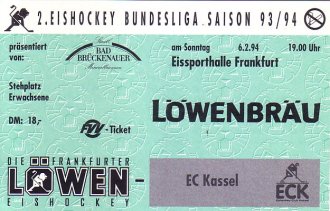 2.EISHOCKEY BUNDESLIGA.SAISON 93/94
präsentiert
von:
BAD
BRÜCKENAUER
am Sonntag 6.2.94 19.00 Uhr
Eissporthalle Frankfurt
Stehplatz
Erwachsene
LÖWENBRÄU
DM: 18,-
FVV-Ticket
DIE FRANKFURTER
LÖWEN-
EISHOCKEY
EC Kassel
ECK